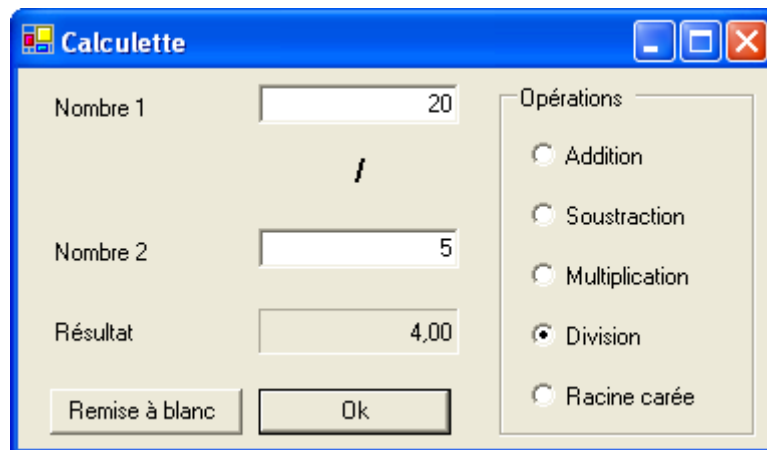 Calculette
Nombre 1
20
/
Nombre 2
5
Résultat
4,00
Remise à blanc
Ok
Opérations
Addition
Soustraction
Multiplication
Division
Racine carée